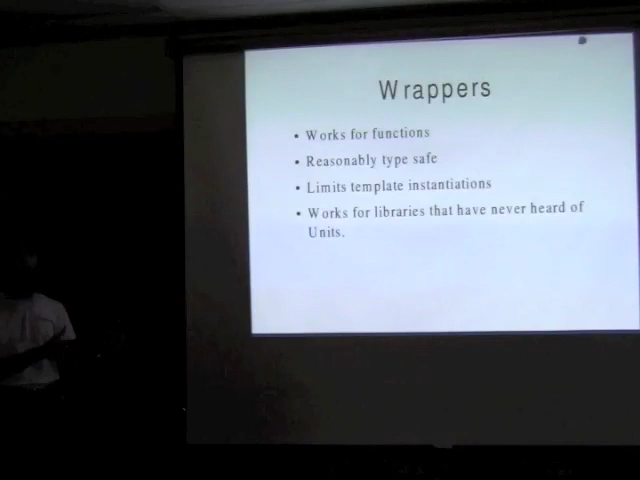 Wrappers
• Works for functions
• Reasonably type safe
• Limits template instantiations
• Works for libraries that have never heard of
Units.